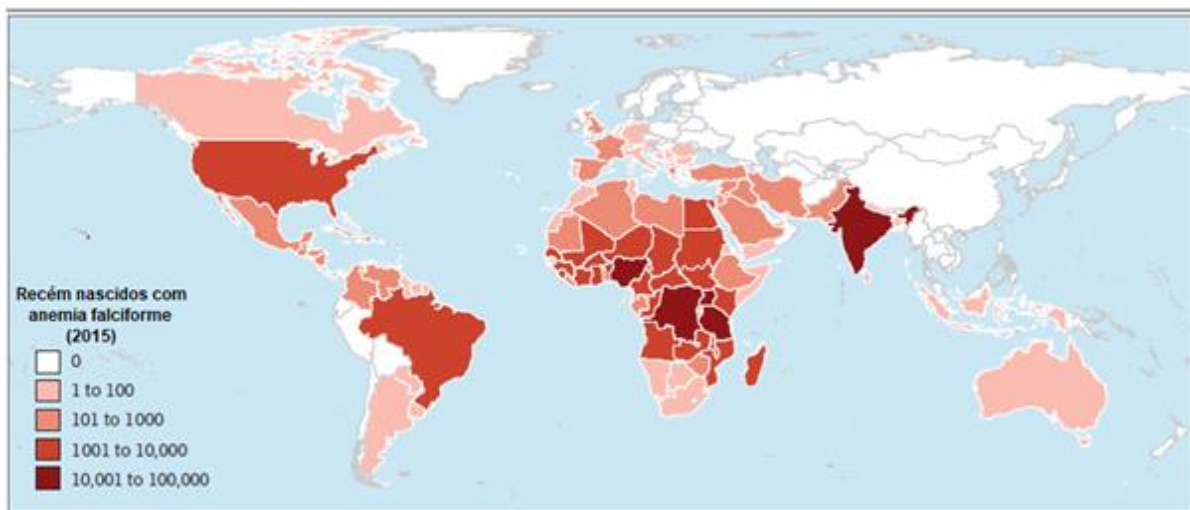 Recém nascidos com
anemia falciforme
(2015)
0
1 to 100
101 to 1000
1001 to 10,000
10,001 to 100,000